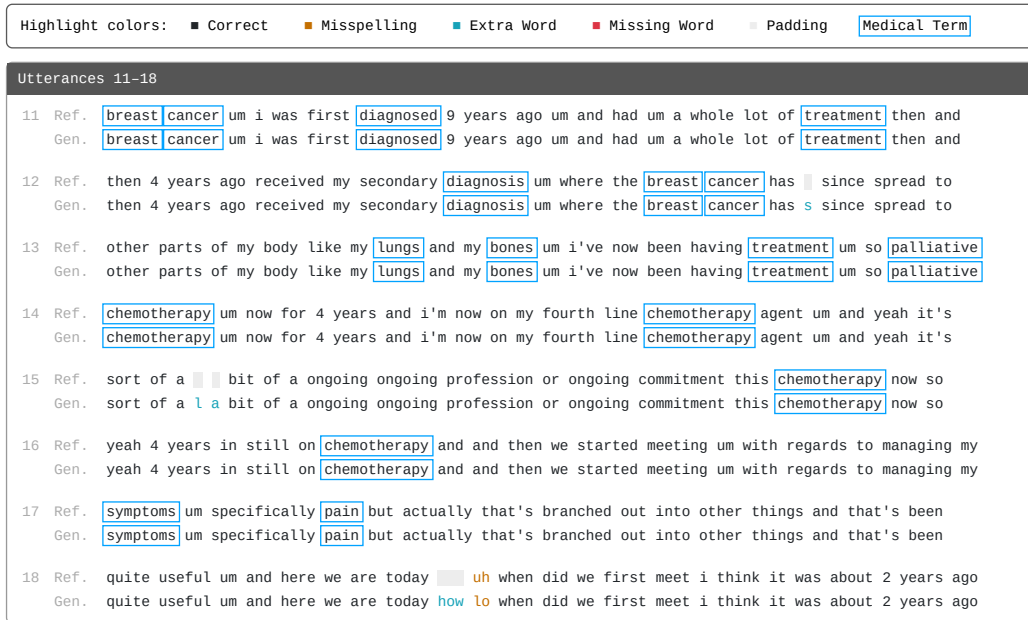 Highlight colors: ■ Correct ■ Misspelling ■ Extra Word ■ Missing Word ■ Padding Medical Term
Utterances 11–18
11 Ref. breast cancer um i was first diagnosed 9 years ago um and had um a whole lot of treatment then and
Gen. breast cancer um i was first diagnosed 9 years ago um and had um a whole lot of treatment then and
12 Ref. then 4 years ago received my secondary diagnosis um where the breast cancer has since spread to
Gen. then 4 years ago received my secondary diagnosis um where the breast cancer has s since spread to
13 Ref. other parts of my body like my lungs and my bones um i've now been having treatment um so palliative
Gen. other parts of my body like my lungs and my bones um i've now been having treatment um so palliative
14 Ref. chemotherapy um now for 4 years and i'm now on my fourth line chemotherapy agent um and yeah it's
Gen. chemotherapy um now for 4 years and i'm now on my fourth line chemotherapy agent um and yeah it's
15 Ref. sort of a bit of a ongoing ongoing profession or ongoing commitment this chemotherapy now so
Gen. sort of a l a bit of a ongoing ongoing profession or ongoing commitment this chemotherapy now so
16 Ref. yeah 4 years in still on chemotherapy and and then we started meeting um with regards to managing my
Gen. yeah 4 years in still on chemotherapy and and then we started meeting um with regards to managing my
17 Ref. symptoms um specifically pain but actually that's branched out into other things and that's been
Gen. symptoms um specifically pain but actually that's branched out into other things and that's been
18 Ref. quite useful um and here we are today uh when did we first meet i think it was about 2 years ago
Gen. quite useful um and here we are today how lo when did we first meet i think it was about 2 years ago